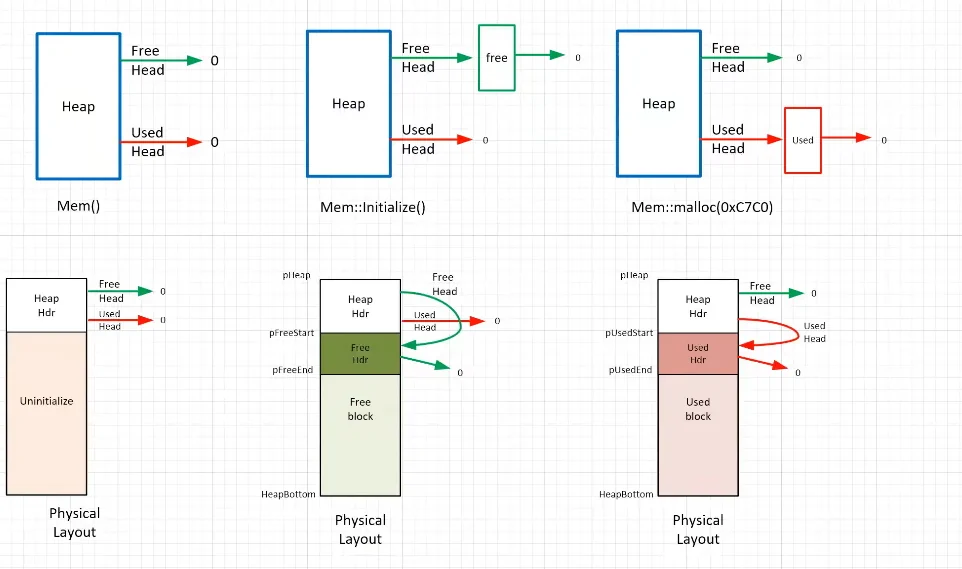 Free
Head
0
Heap
Used
Head
0
Mem()
Free
Head
free
0
Heap
Used
Head
0
Mem::Initialize()
Free
Head
0
Heap
Used
Head
Used
0
Mem::malloc(0xC7C0)
Heap
Hdr
Free
Head
0
Used
Head
0
Uninitialize
Physical
Layout
pHeap
Free
Head
Heap
Hdr
Used
Head
0
pFreeStart
Free
Hdr
pFreeEnd
0
Free
block
HeapBottom
Physical
Layout
pHeap
Heap
Hdr
Free
Head
0
pUsedStart
Used
Head
Used
Hdr
pUsedEnd
0
Used
block
HeapBottom
Physical
Layout